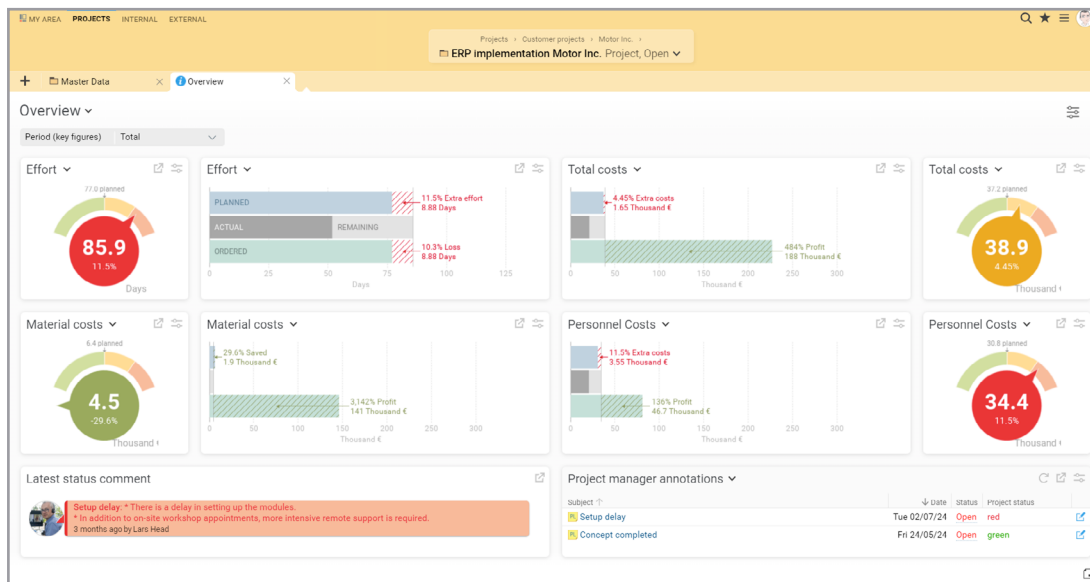 MY AREA PROJECTS INTERNAL EXTERNAL
Projects › Customer projects › Motor Inc. ›
ERP implementation Motor Inc. Project, Open
Master Data
Overview
Overview
Period (key figures) Total
Effort
77.0 planned
85.9
11.5%
Days
Effort
PLANNED
11.5% Extra effort
8.88 Days
ACTUAL REMAINING
ORDERED
10.3% Loss
8.88 Days
0 25 50 75 100 125
Days
Total costs
4.45% Extra costs
1.65 Thousand €
484% Profit
188 Thousand €
0 50 100 150 200 250 300
Thousand €
Total costs
37.2 planned
38.9
4.45%
Thousand €
Material costs
6.4 planned
4.5
-29.6%
Thousand €
Material costs
29.6% Saved
1.9 Thousand €
3,142% Profit
141 Thousand €
0 50 100 150 200 250 300
Thousand €
Personnel Costs
11.5% Extra costs
3.55 Thousand €
136% Profit
46.7 Thousand €
0 50 100 150 200 250 300
Thousand €
Personnel Costs
30.8 planned
34.4
11.5%
Thousand €
Latest status comment
Setup delay: * There is a delay in setting up the modules.
* In addition to on-site workshop appointments, more intensive remote support is required.
3 months ago by Lars Head
Project manager annotations
Subject Date Status Project status
PL Setup delay Tue 02/07/24 Open red
PL Concept completed Fri 24/05/24 Open green